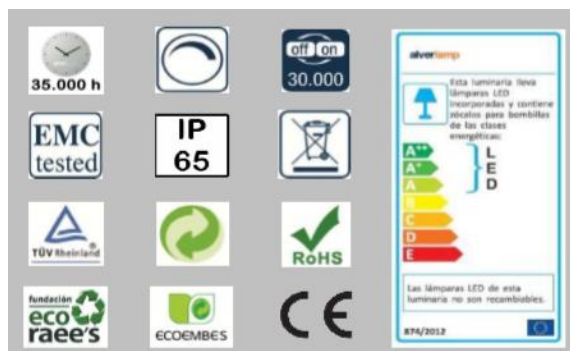 35.000 h
off on
30.000
EMC
tested
IP
65
TÜVRheinland®
RoHS
fundación
eco
raee's
ECOEMBES
CE
alverlamp
Esta luminaria lleva
lámparas LED
incorporadas y contiene
zócalos para bombillas
de las clases
energéticas:
A++
A+
A
B
C
D
E
L
E
D
Las lámparas LED de esta
luminaria no son recambiables.
874/2012